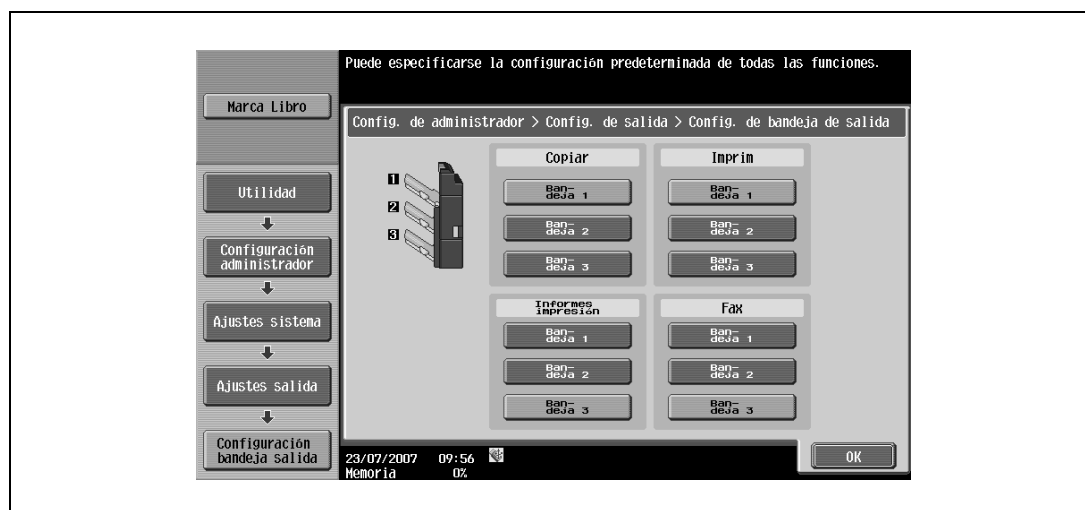 Puede especificarse la configuración predeterminada de todas las funciones.
Marca Libro
Config. de administrador > Config. de salida > Config. de bandeja de salida
Utilidad
Configuración
administrador
Ajustes sistema
Ajustes salida
Configuración
bandeja salida
1
2
3
Copiar
Ban-
deja 1
Ban-
deja 2
Ban-
deja 3
Imprim
Ban-
deja 1
Ban-
deja 2
Ban-
deja 3
Informes
impresión
Ban-
deja 1
Ban-
deja 2
Ban-
deja 3
Fax
Ban-
deja 1
Ban-
deja 2
Ban-
deja 3
23/07/2007 09:56
Memoria 0%
OK